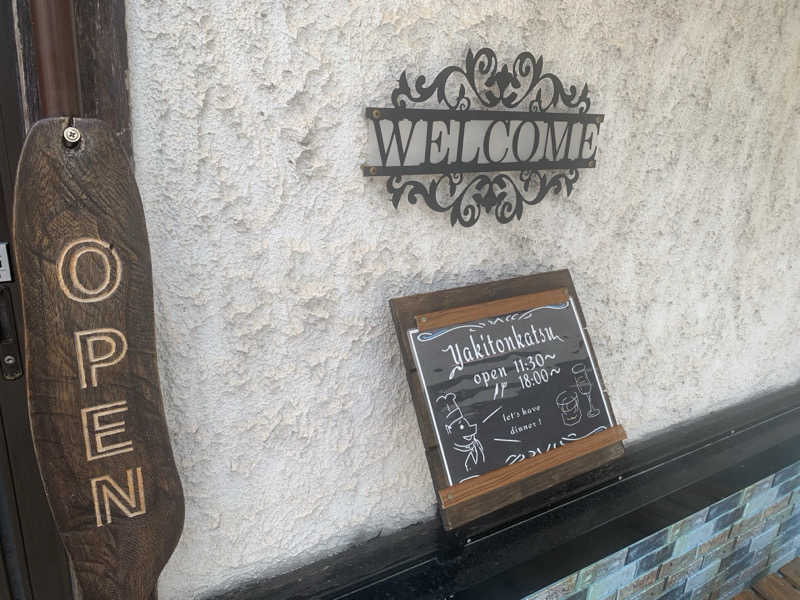 OPEN
WELCOME
Yakitonkatsu
open 11:30~
〃 18:00~
let's have
dinner !